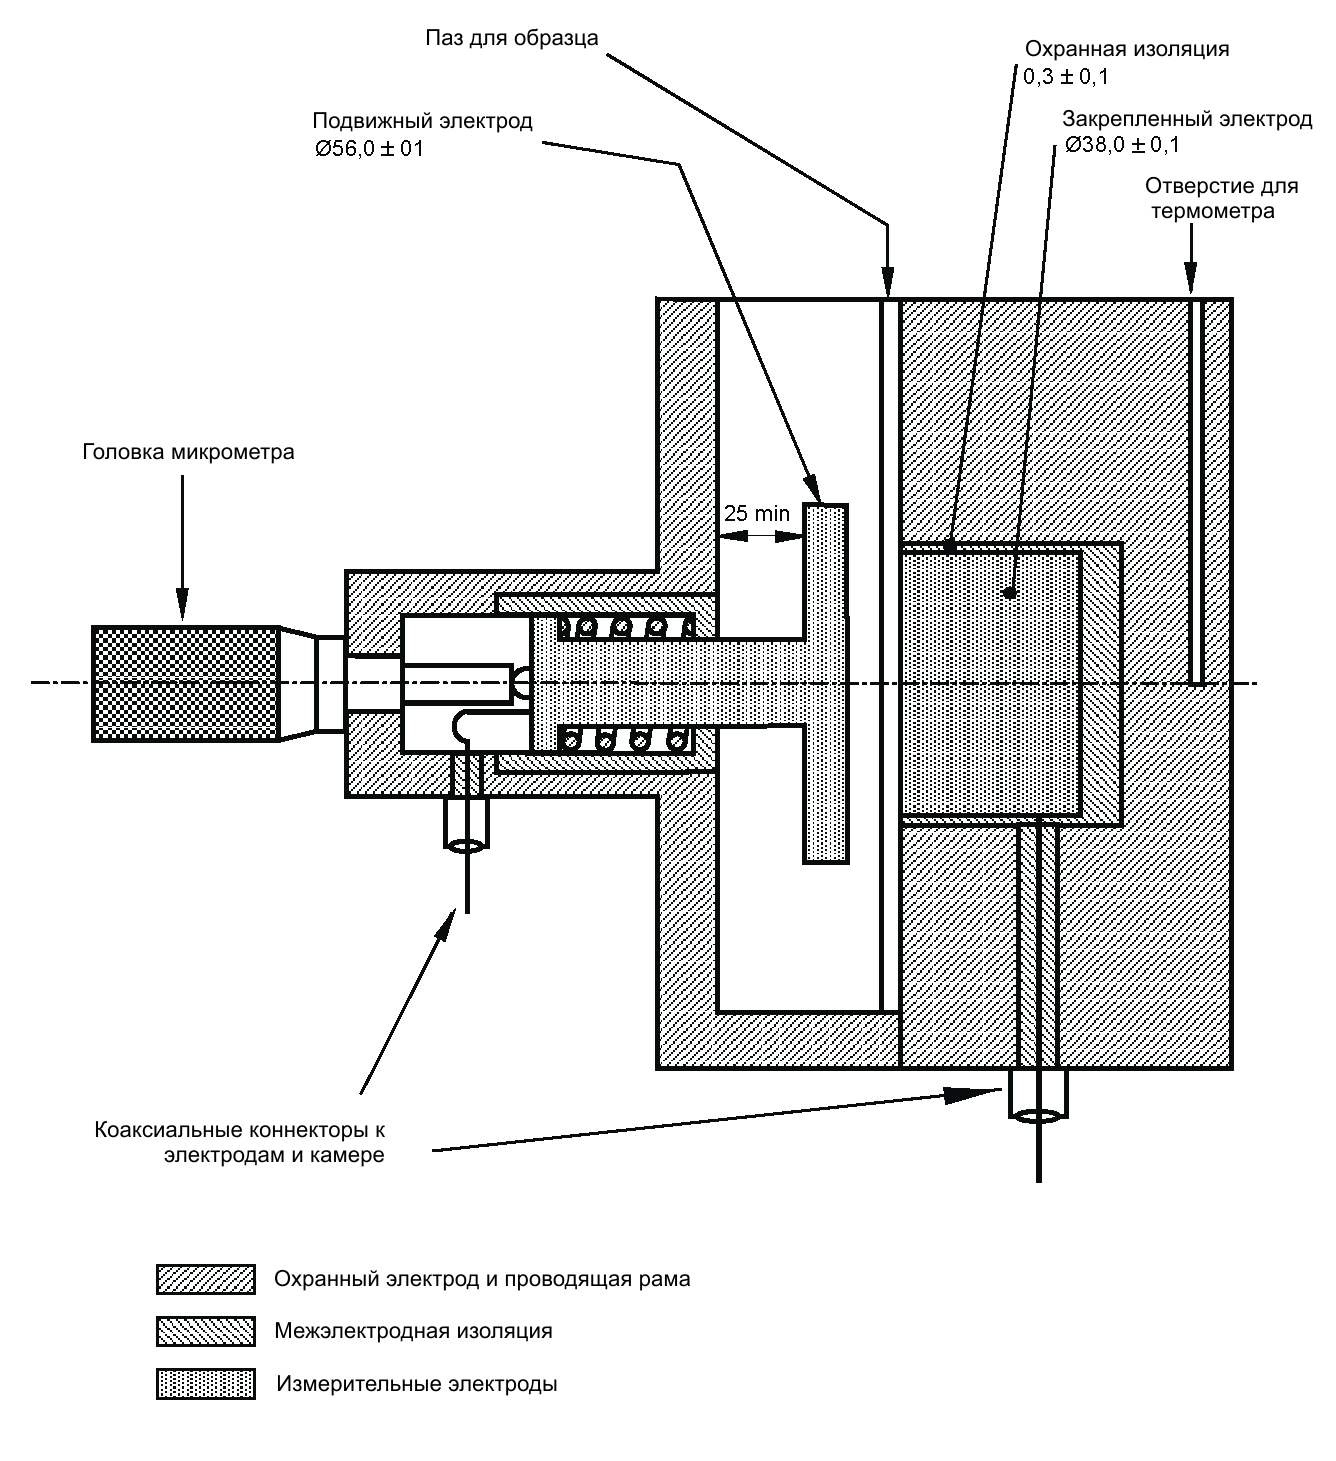 Паз для образца
Охранная изоляция
0,3 ± 0,1
Подвижный электрод
Ø56,0 ± 01
Закрепленный электрод
Ø38,0 ± 0,1
Отверстие для
термометра
Головка микрометра
25 min
Коаксиальные коннекторы к
электродам и камере
Охранный электрод и проводящая рама
Межэлектродная изоляция
Измерительные электроды